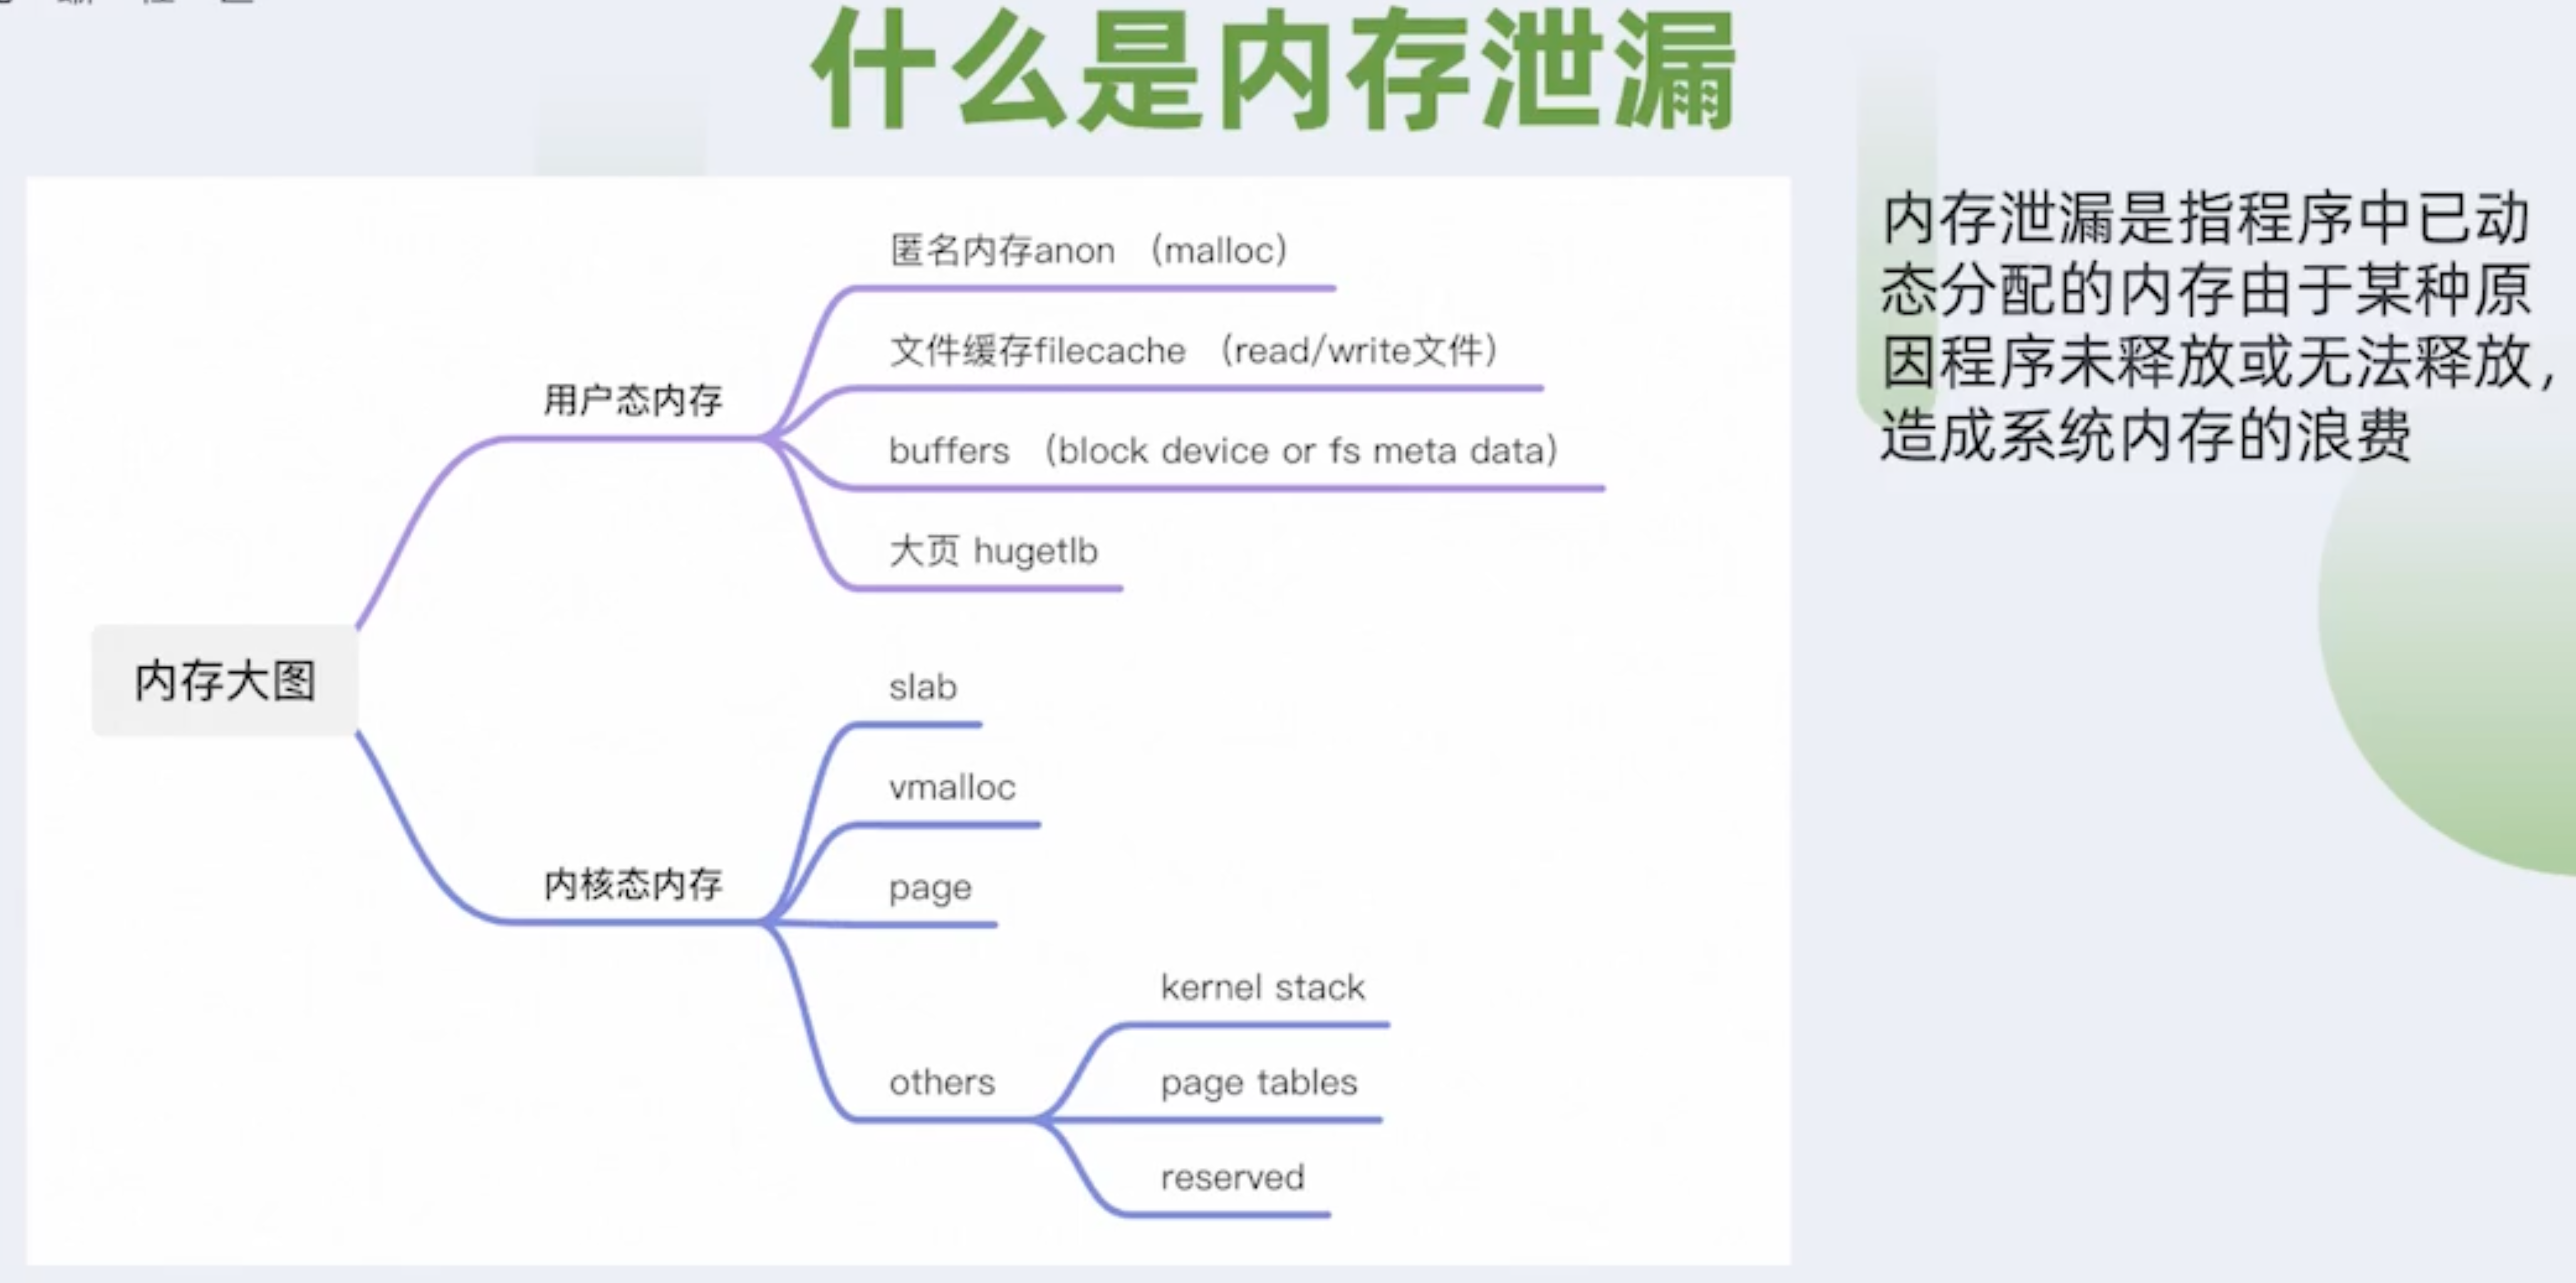 什么是内存泄漏
匿名内存anon （malloc）
文件缓存filecache （read/write文件）
用户态内存
buffers （block device or fs meta data）
大页 hugetlb
内存大图
slab
vmalloc
内核态内存
page
kernel stack
others
page tables
reserved
内存泄漏是指程序中已动
态分配的内存由于某种原
因程序未释放或无法释放，
造成系统内存的浪费